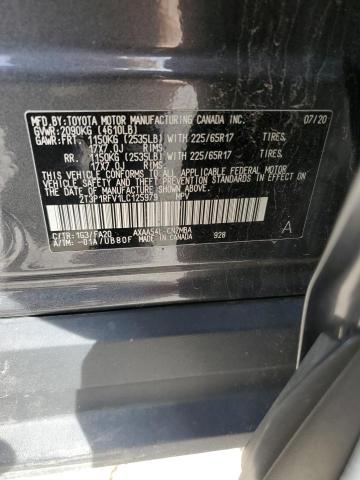 MFD. BY: TOYOTA MOTOR MANUFACTURING CANADA INC. 07/20
GVWR: 2090KG (4610LB)
GAWR: FRT. 1150KG (2535LB) WITH 225/65R17 TIRES,
17X7.0J RIMS,
RR. 1150KG (2535LB) WITH 225/65R17 TIRES,
17X7.0J RIMS,
THIS VEHICLE CONFORMS TO ALL APPLICABLE FEDERAL MOTOR
VEHICLE SAFETY, BUMPER, AND THEFT PREVENTION STANDARDS
IN EFFECT ON THE DATE OF MANUFACTURE SHOWN ABOVE.
2T3P1RFV1LC125979 MPV
C/TR: 1G3/FA20 AXAA54L-CNZMBA
A/TM: -01A/UB80F MADE IN CANADA 928
A